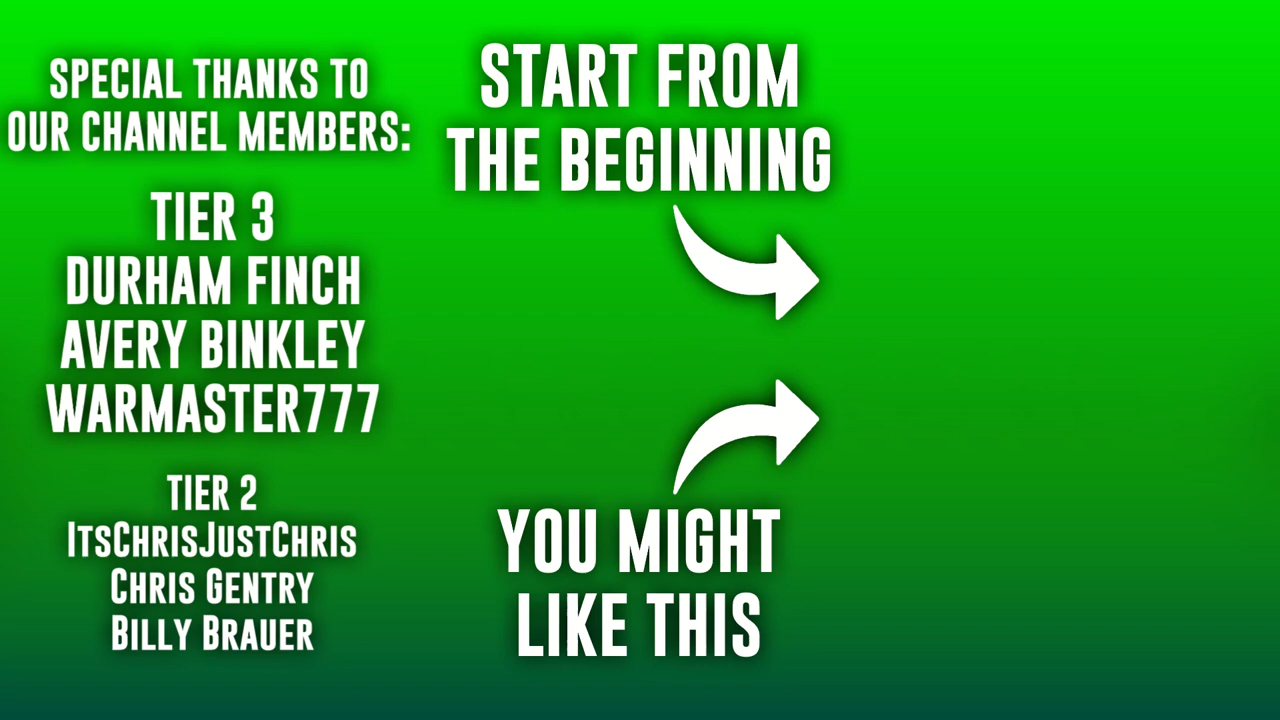 SPECIAL THANKS TO
OUR CHANNEL MEMBERS:
TIER 3
DURHAM FINCH
AVERY BINKLEY
WARMASTER777
TIER 2
ItsChrisJustChris
Chris Gentry
Billy Brauer
START FROM
THE BEGINNING
YOU MIGHT
LIKE THIS